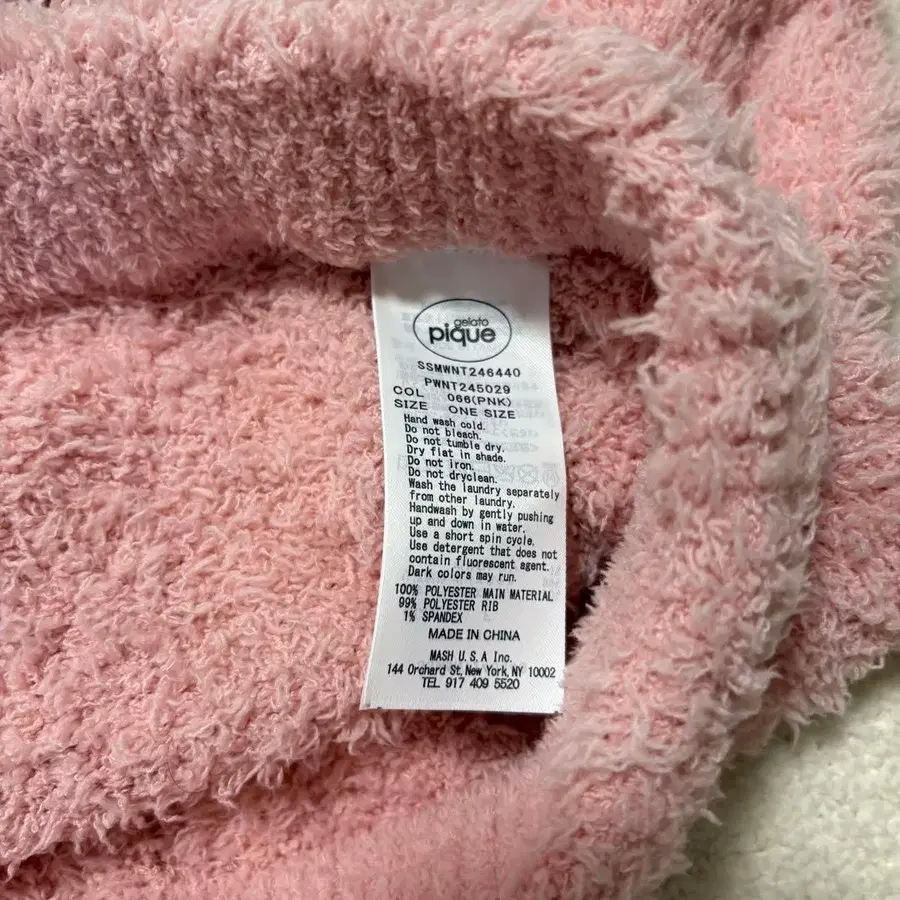 gelato
pique
SSMWNT246440
PWNT245029
COL 066(PNK)
SIZE ONE SIZE
Hand wash cold.
Do not bleach.
Do not tumble dry.
Dry flat in shade.
Do not iron.
Do not dryclean.
Wash the laundry separately
from other laundry.
Handwash by gently pushing
up and down in water.
Use a short spin cycle.
Use detergent that does not
contain fluorescent agent.
Dark colors may run.
100% POLYESTER MAIN MATERIAL
99% POLYESTER RIB
1% SPANDEX
MADE IN CHINA
MASH U.S.A Inc.
144 Orchard St, New York, NY 10002
TEL 917 409 5520